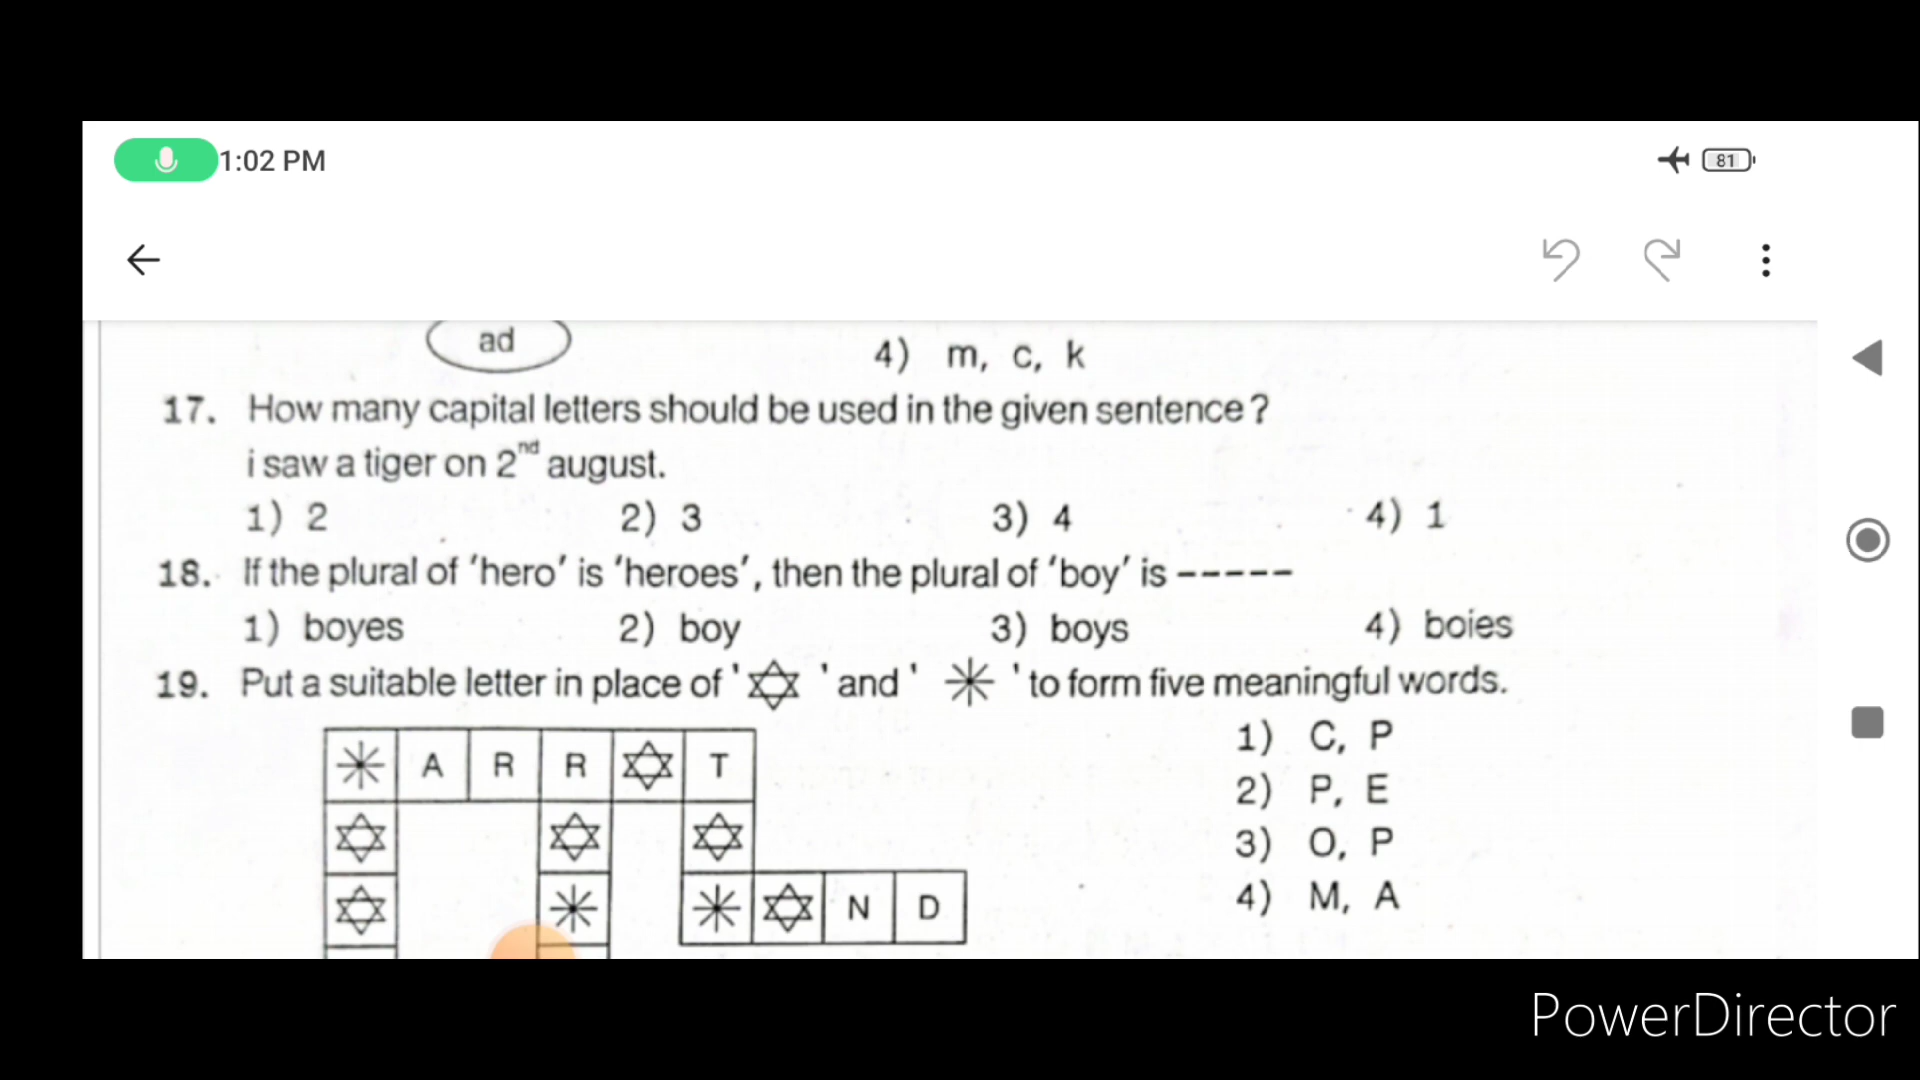 1:02 PM
81
ad
4) m, c, k
17. How many capital letters should be used in the given sentence?
i saw a tiger on 2nd august.
1) 2 2) 3 3) 4 4) 1
18. If the plural of 'hero' is 'heroes', then the plural of 'boy' is -----
1) boyes 2) boy 3) boys 4) boies
19. Put a suitable letter in place of '✡' and '✳' to form five meaningful words.
✳ A R R ✡ T
✡ ✡ ✡
✡ ✳ ✳ ✡ N D
1) C, P
2) P, E
3) O, P
4) M, A
PowerDirector